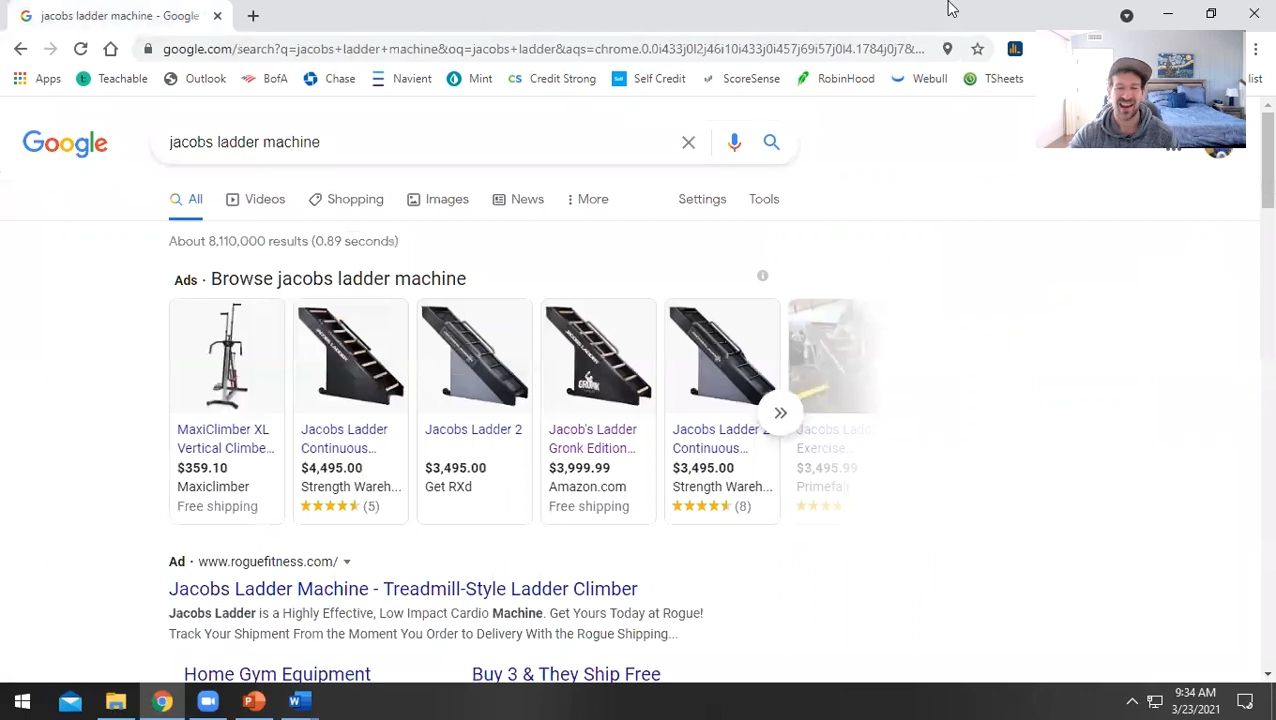 jacobs ladder machine - Google
google.com/search?q=jacobs+ladder+machine&oq=jacobs+ladder&aqs=chrome.0.0i433j0l2j46i10i433j0i457j69i57j0l4.1784j0j7&...
Apps Teachable Outlook BofA Chase Navient Mint CS Credit Strong Self Self Credit ScoreSense RobinHood Webull TSheets list
Google jacobs ladder machine
All Videos Shopping Images News More Settings Tools
About 8,110,000 results (0.89 seconds)
Ads · Browse jacobs ladder machine
MaxiClimber XL
Vertical Climbe...
$359.10
Maxiclimber
Free shipping
Jacobs Ladder
Continuous...
$4,495.00
Strength Wareh...
(5)
Jacobs Ladder 2
$3,495.00
Get RXd
JACOBS LADDER
GRONK
Jacob's Ladder
Gronk Edition...
$3,999.99
Amazon.com
Free shipping
Jacobs Ladder 2
Continuous...
$3,495.00
Strength Wareh...
(8)
Jacobs Ladd
Exercise...
$3,495.99
Primefair
Ad · www.roguefitness.com/
Jacobs Ladder Machine - Treadmill-Style Ladder Climber
Jacobs Ladder is a Highly Effective, Low Impact Cardio Machine. Get Yours Today at Rogue!
Track Your Shipment From the Moment You Order to Delivery With the Rogue Shipping...
Home Gym Equipment Buy 3 & They Ship Free
9:34 AM
3/23/2021